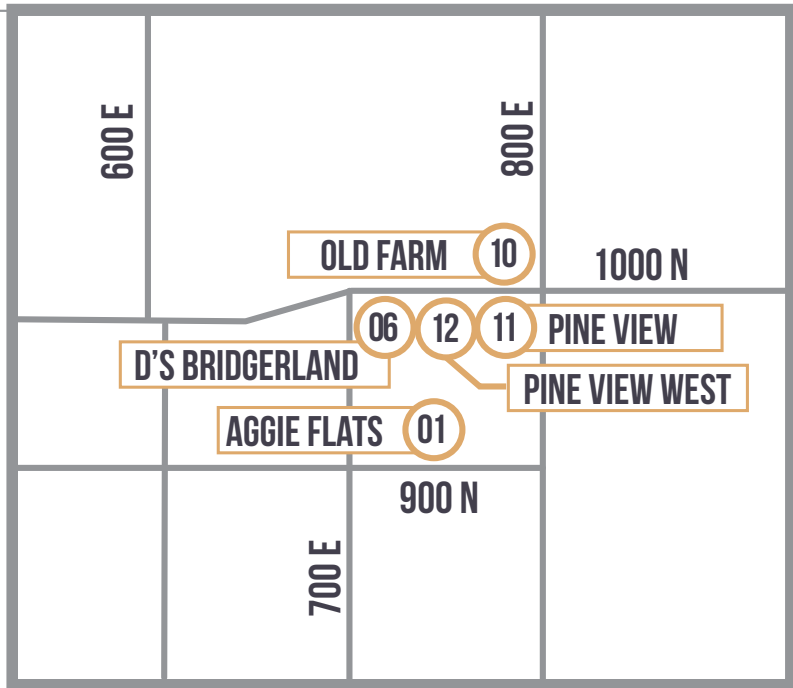 600 E
800 E
OLD FARM 10
1000 N
06 12 11 PINE VIEW
D'S BRIDGERLAND
PINE VIEW WEST
AGGIE FLATS 01
900 N
700 E